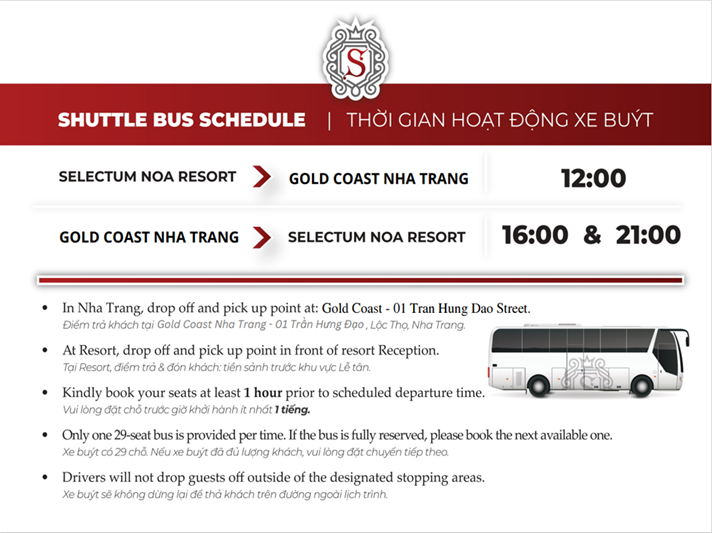 S
SHUTTLE BUS SCHEDULE | THỜI GIAN HOẠT ĐỘNG XE BUÝT
SELECTUM NOA RESORT > GOLD COAST NHA TRANG 12:00
GOLD COAST NHA TRANG > SELECTUM NOA RESORT 16:00 & 21:00
• In Nha Trang, drop off and pick up point at: Gold Coast - 01 Tran Hung Dao Street.
Điểm trả khách tại Gold Coast Nha Trang - 01 Trần Hưng Đạo , Lộc Thọ, Nha Trang.
• At Resort, drop off and pick up point in front of resort Reception.
Tại Resort, điểm trả & đón khách: tiền sảnh trước khu vực Lễ tân.
• Kindly book your seats at least 1 hour prior to scheduled departure time.
Vui lòng đặt chỗ trước giờ khởi hành ít nhất 1 tiếng.
• Only one 29-seat bus is provided per time. If the bus is fully reserved, please book the next available one.
Xe buýt có 29 chỗ. Nếu xe buýt đã đủ lượng khách, vui lòng đặt chuyến tiếp theo.
• Drivers will not drop guests off outside of the designated stopping areas.
Xe buýt sẽ không dừng lại để thả khách trên đường ngoài lịch trình.